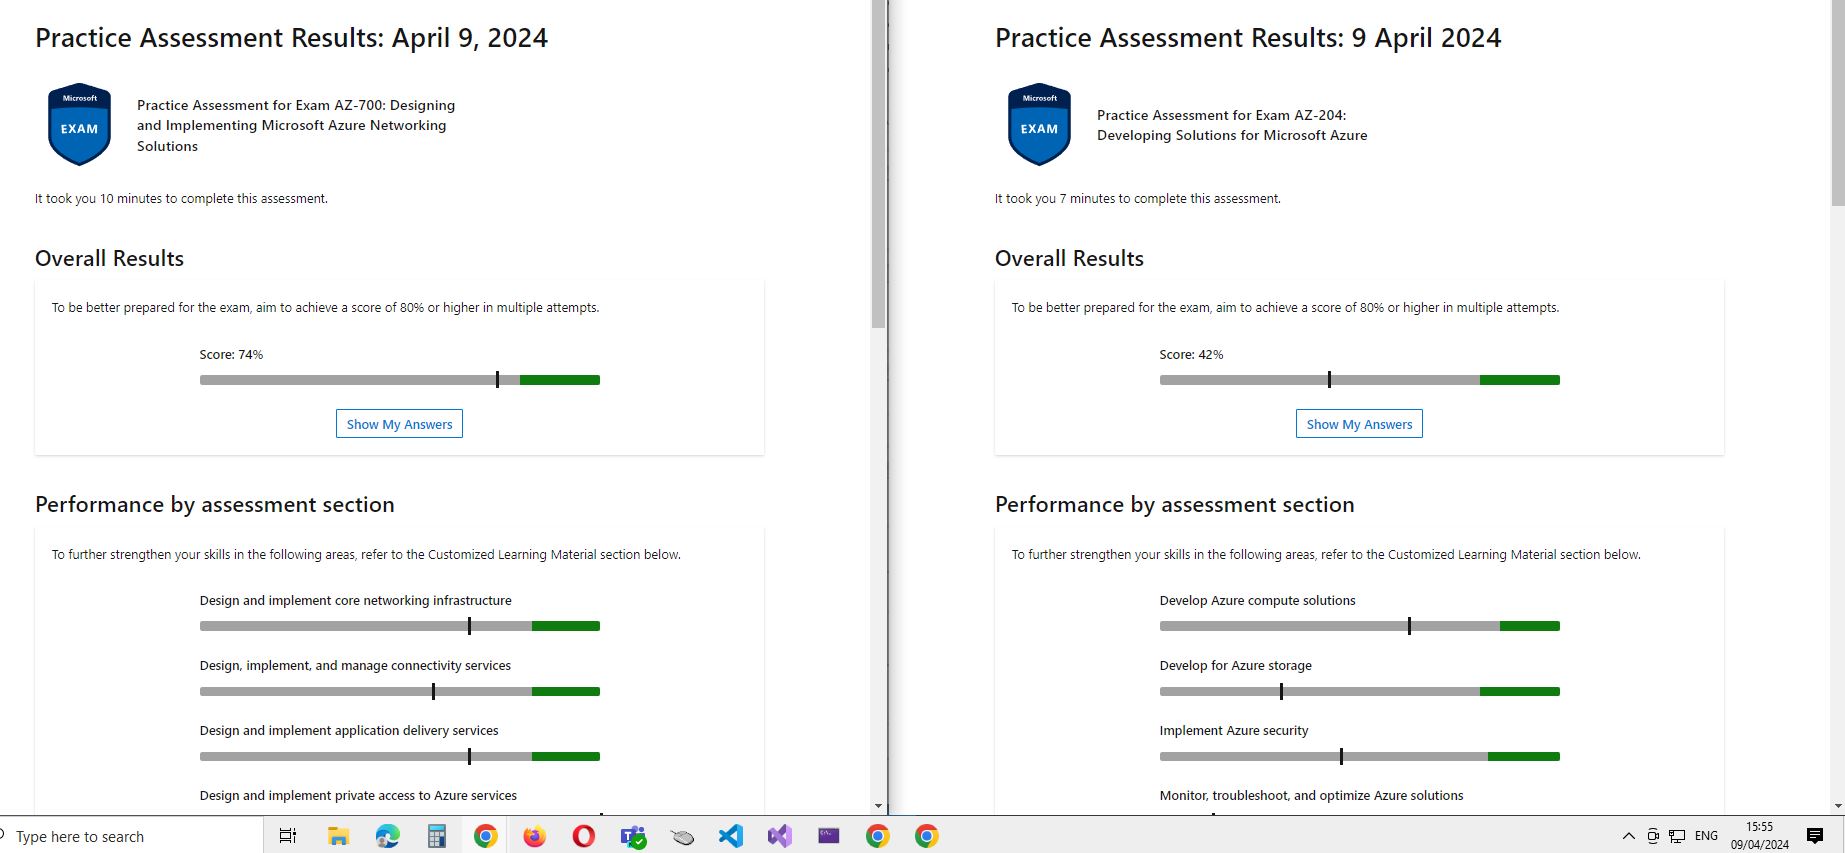 Practice Assessment Results: April 9, 2024
Microsoft
EXAM
Practice Assessment for Exam AZ-700: Designing
and Implementing Microsoft Azure Networking
Solutions
It took you 10 minutes to complete this assessment.
Overall Results
To be better prepared for the exam, aim to achieve a score of 80% or higher in multiple attempts.
Score: 74%
Show My Answers
Performance by assessment section
To further strengthen your skills in the following areas, refer to the Customized Learning Material section below.
Design and implement core networking infrastructure
Design, implement, and manage connectivity services
Design and implement application delivery services
Design and implement private access to Azure services
Practice Assessment Results: 9 April 2024
Microsoft
EXAM
Practice Assessment for Exam AZ-204:
Developing Solutions for Microsoft Azure
It took you 7 minutes to complete this assessment.
Overall Results
To be better prepared for the exam, aim to achieve a score of 80% or higher in multiple attempts.
Score: 42%
Show My Answers
Performance by assessment section
To further strengthen your skills in the following areas, refer to the Customized Learning Material section below.
Develop Azure compute solutions
Develop for Azure storage
Implement Azure security
Monitor, troubleshoot, and optimize Azure solutions
Type here to search
ENG
15:55
09/04/2024